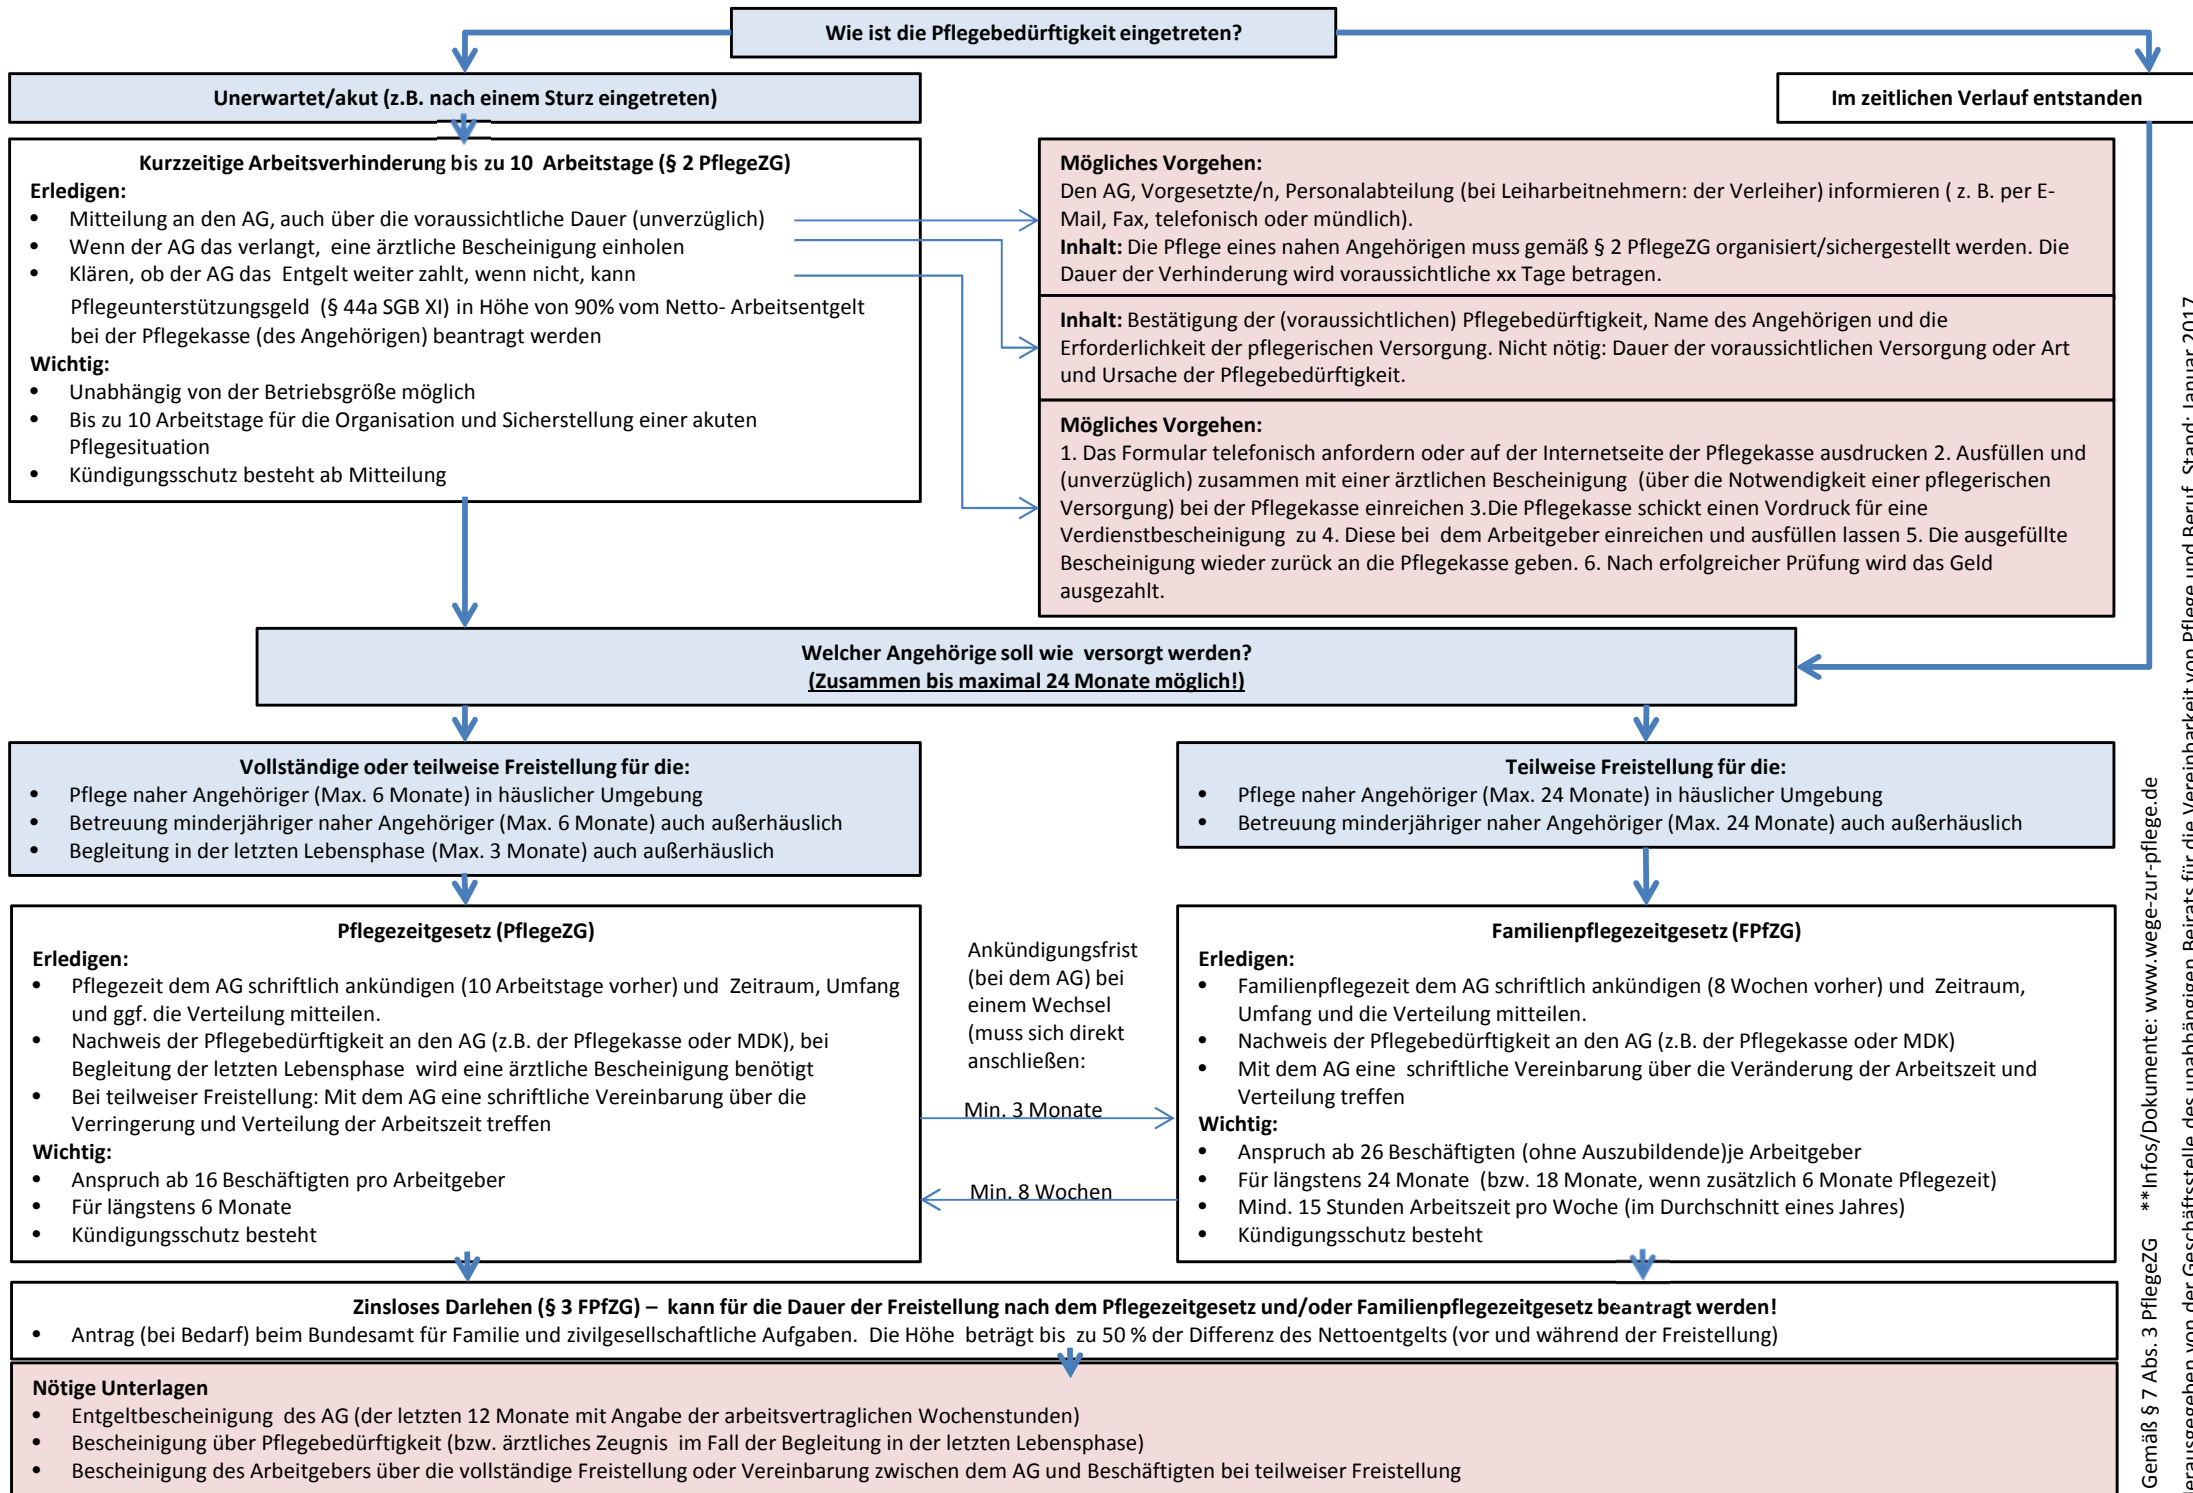 Wie ist die Pflegebedürftigkeit eingetreten?
Unerwartet/akut (z.B. nach einem Sturz eingetreten)
Im zeitlichen Verlauf entstanden
Kurzzeitige Arbeitsverhinderung bis zu 10 Arbeitstage (§ 2 PflegeZG)
Erledigen:
• Mitteilung an den AG, auch über die voraussichtliche Dauer (unverzüglich)
• Wenn der AG das verlangt, eine ärztliche Bescheinigung einholen
• Klären, ob der AG das Entgelt weiter zahlt, wenn nicht, kann
Pflegeunterstützungsgeld (§ 44a SGB XI) in Höhe von 90% vom Netto- Arbeitsentgelt
bei der Pflegekasse (des Angehörigen) beantragt werden
Wichtig:
• Unabhängig von der Betriebsgröße möglich
• Bis zu 10 Arbeitstage für die Organisation und Sicherstellung einer akuten
Pflegesituation
• Kündigungsschutz besteht ab Mitteilung
Mögliches Vorgehen:
Den AG, Vorgesetzte/n, Personalabteilung (bei Leiharbeitnehmern: der Verleiher) informieren ( z. B. per E-
Mail, Fax, telefonisch oder mündlich).
Inhalt: Die Pflege eines nahen Angehörigen muss gemäß § 2 PflegeZG organisiert/sichergestellt werden. Die
Dauer der Verhinderung wird voraussichtliche xx Tage betragen.
Inhalt: Bestätigung der (voraussichtlichen) Pflegebedürftigkeit, Name des Angehörigen und die
Erforderlichkeit der pflegerischen Versorgung. Nicht nötig: Dauer der voraussichtlichen Versorgung oder Art
und Ursache der Pflegebedürftigkeit.
Mögliches Vorgehen:
1. Das Formular telefonisch anfordern oder auf der Internetseite der Pflegekasse ausdrucken 2. Ausfüllen und
(unverzüglich) zusammen mit einer ärztlichen Bescheinigung (über die Notwendigkeit einer pflegerischen
Versorgung) bei der Pflegekasse einreichen 3.Die Pflegekasse schickt einen Vordruck für eine
Verdienstbescheinigung zu 4. Diese bei dem Arbeitgeber einreichen und ausfüllen lassen 5. Die ausgefüllte
Bescheinigung wieder zurück an die Pflegekasse geben. 6. Nach erfolgreicher Prüfung wird das Geld
ausgezahlt.
Welcher Angehörige soll wie versorgt werden?
(Zusammen bis maximal 24 Monate möglich!)
Vollständige oder teilweise Freistellung für die:
• Pflege naher Angehöriger (Max. 6 Monate) in häuslicher Umgebung
• Betreuung minderjähriger naher Angehöriger (Max. 6 Monate) auch außerhäuslich
• Begleitung in der letzten Lebensphase (Max. 3 Monate) auch außerhäuslich
Teilweise Freistellung für die:
• Pflege naher Angehöriger (Max. 24 Monate) in häuslicher Umgebung
• Betreuung minderjähriger naher Angehöriger (Max. 24 Monate) auch außerhäuslich
Pflegezeitgesetz (PflegeZG)
Erledigen:
• Pflegezeit dem AG schriftlich ankündigen (10 Arbeitstage vorher) und Zeitraum, Umfang
und ggf. die Verteilung mitteilen.
• Nachweis der Pflegebedürftigkeit an den AG (z.B. der Pflegekasse oder MDK), bei
Begleitung der letzten Lebensphase wird eine ärztliche Bescheinigung benötigt
• Bei teilweiser Freistellung: Mit dem AG eine schriftliche Vereinbarung über die
Verringerung und Verteilung der Arbeitszeit treffen
Wichtig:
• Anspruch ab 16 Beschäftigten pro Arbeitgeber
• Für längstens 6 Monate
• Kündigungsschutz besteht
Ankündigungsfrist
(bei dem AG) bei
einem Wechsel
(muss sich direkt
anschließen:
Min. 3 Monate
Min. 8 Wochen
Familienpflegezeitgesetz (FPfZG)
Erledigen:
• Familienpflegezeit dem AG schriftlich ankündigen (8 Wochen vorher) und Zeitraum,
Umfang und die Verteilung mitteilen.
• Nachweis der Pflegebedürftigkeit an den AG (z.B. der Pflegekasse oder MDK)
• Mit dem AG eine schriftliche Vereinbarung über die Veränderung der Arbeitszeit und
Verteilung treffen
Wichtig:
• Anspruch ab 26 Beschäftigten (ohne Auszubildende)je Arbeitgeber
• Für längstens 24 Monate (bzw. 18 Monate, wenn zusätzlich 6 Monate Pflegezeit)
• Mind. 15 Stunden Arbeitszeit pro Woche (im Durchschnitt eines Jahres)
• Kündigungsschutz besteht
Zinsloses Darlehen (§ 3 FPfZG) – kann für die Dauer der Freistellung nach dem Pflegezeitgesetz und/oder Familienpflegezeitgesetz beantragt werden!
• Antrag (bei Bedarf) beim Bundesamt für Familie und zivilgesellschaftliche Aufgaben. Die Höhe beträgt bis zu 50 % der Differenz des Nettoentgelts (vor und während der Freistellung)
Nötige Unterlagen
• Entgeltbescheinigung des AG (der letzten 12 Monate mit Angabe der arbeitsvertraglichen Wochenstunden)
• Bescheinigung über Pflegebedürftigkeit (bzw. ärztliches Zeugnis im Fall der Begleitung in der letzten Lebensphase)
• Bescheinigung des Arbeitgebers über die vollständige Freistellung oder Vereinbarung zwischen dem AG und Beschäftigten bei teilweiser Freistellung
Gemäß § 7 Abs. 3 PflegeZG **Infos/Dokumente: www.wege-zur-pflege.de
Herausgegeben von der Geschäftsstelle des unabhängigen Beirats für die Vereinbarkeit von Pflege und Beruf, Stand: Januar 2017